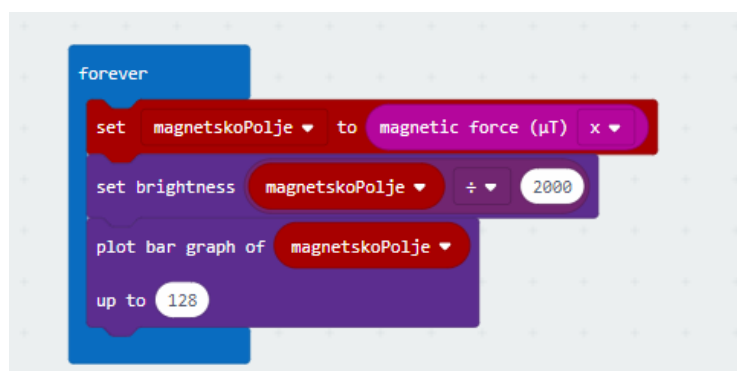 forever
set magnetskoPolje to magnetic force (µT) x
set brightness magnetskoPolje ÷ 2000
plot bar graph of magnetskoPolje
up to 128